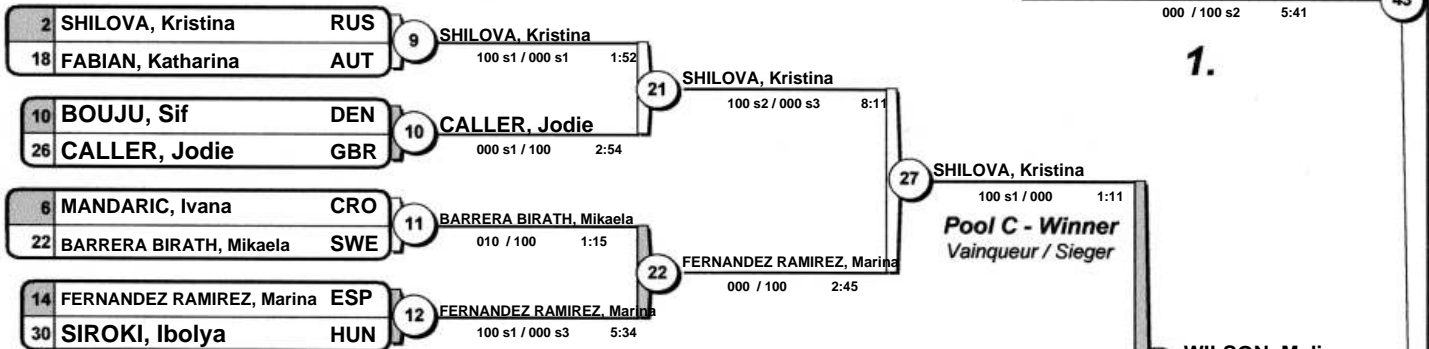 000 / 100 s2 5:41
43
1.
2 SHILOVA, Kristina RUS
18 FABIAN, Katharina AUT
9
SHILOVA, Kristina
100 s1 / 000 s1 1:52
10 BOUJU, Sif DEN
26 CALLER, Jodie GBR
10
CALLER, Jodie
000 s1 / 100 2:54
21
SHILOVA, Kristina
100 s2 / 000 s3 8:11
6 MANDARIC, Ivana CRO
22 BARRERA BIRATH, Mikaela SWE
11
BARRERA BIRATH, Mikaela
010 / 100 1:15
14 FERNANDEZ RAMIREZ, Marina ESP
30 SIROKI, Ibolya HUN
12
FERNANDEZ RAMIREZ, Marina
100 s1 / 000 s3 5:34
22
FERNANDEZ RAMIREZ, Marina
000 / 100 2:45
27
SHILOVA, Kristina
100 s1 / 000 1:11
Pool C - Winner
Vainqueur / Sieger